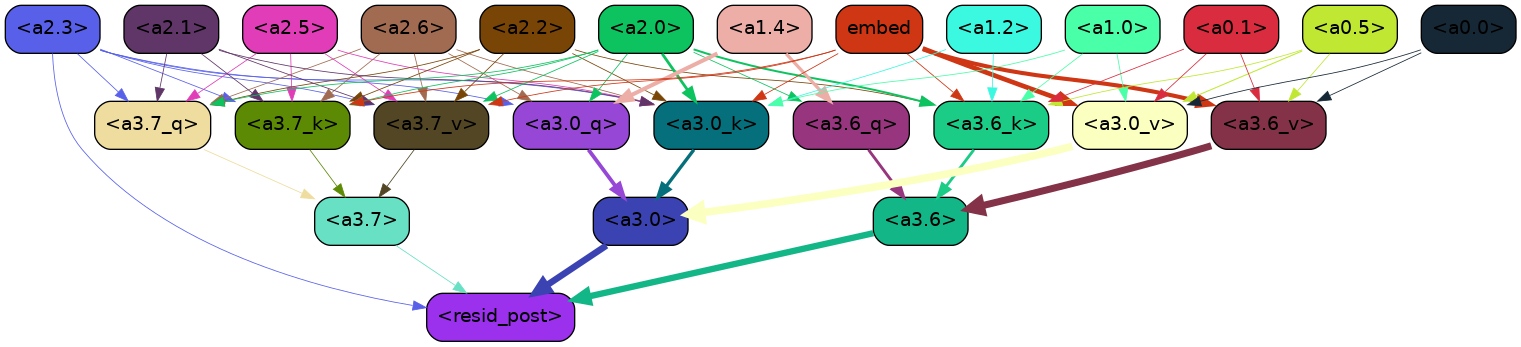 <a2.3> <a2.1> <a2.5> <a2.6> <a2.2> <a2.0> <a1.4> embed <a1.2> <a1.0> <a0.1> <a0.5> <a0.0>
<a3.7_q> <a3.7_k> <a3.7_v> <a3.0_q> <a3.0_k> <a3.6_q> <a3.6_k> <a3.0_v> <a3.6_v>
<a3.7> <a3.0> <a3.6>
<resid_post>